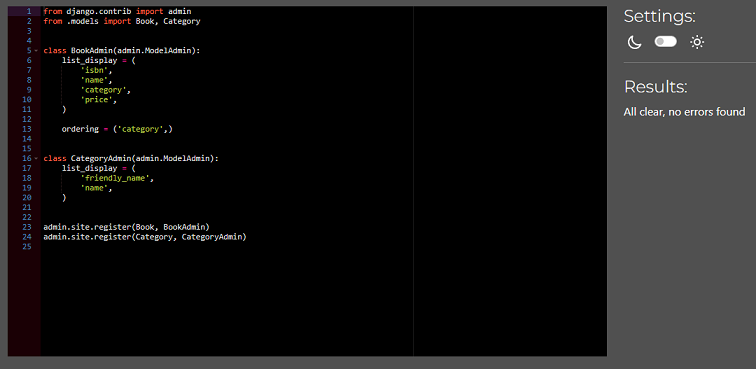 1 from django.contrib import admin
2 from .models import Book, Category
3
4
5 class BookAdmin(admin.ModelAdmin):
6     list_display = (
7         'isbn',
8         'name',
9         'category',
10         'price',
11     )
12
13     ordering = ('category',)
14
15
16 class CategoryAdmin(admin.ModelAdmin):
17     list_display = (
18         'friendly_name',
19         'name',
20     )
21
22
23 admin.site.register(Book, BookAdmin)
24 admin.site.register(Category, CategoryAdmin)
25
Settings:
Results:
All clear, no errors found